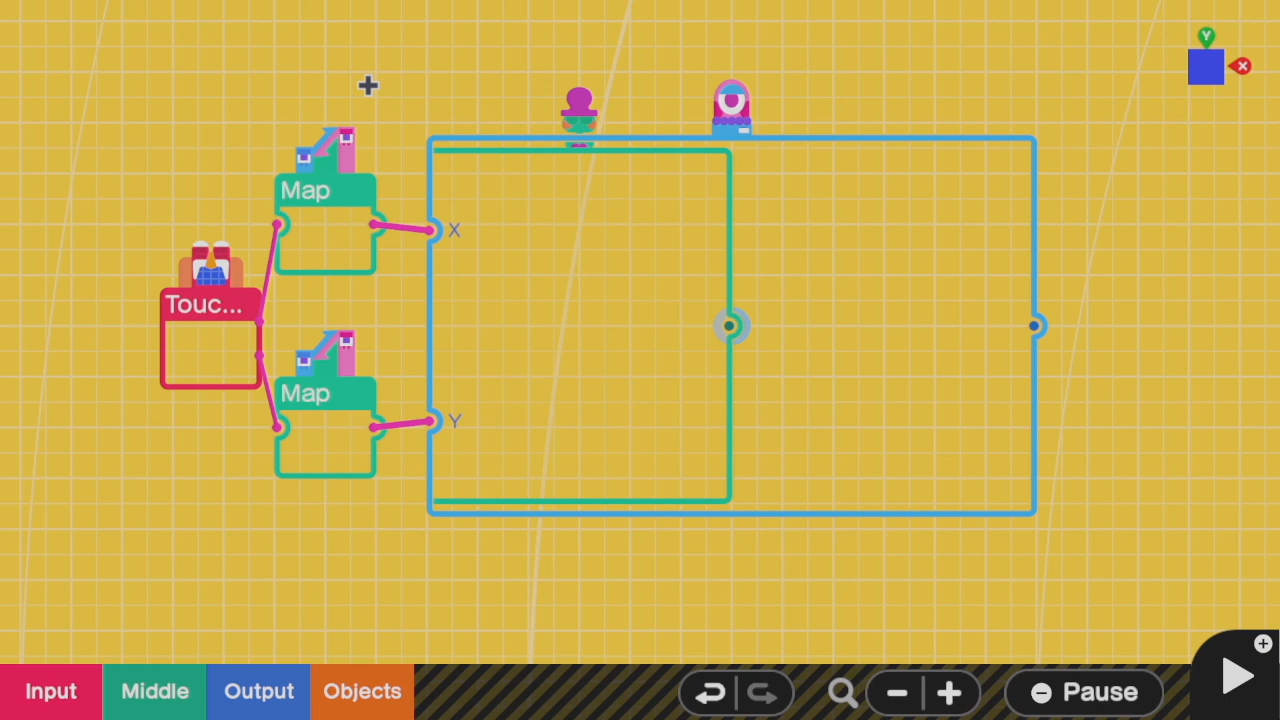 Y
X
Map
X
Touc...
Map
Y
Input
Middle
Output
Objects
Pause